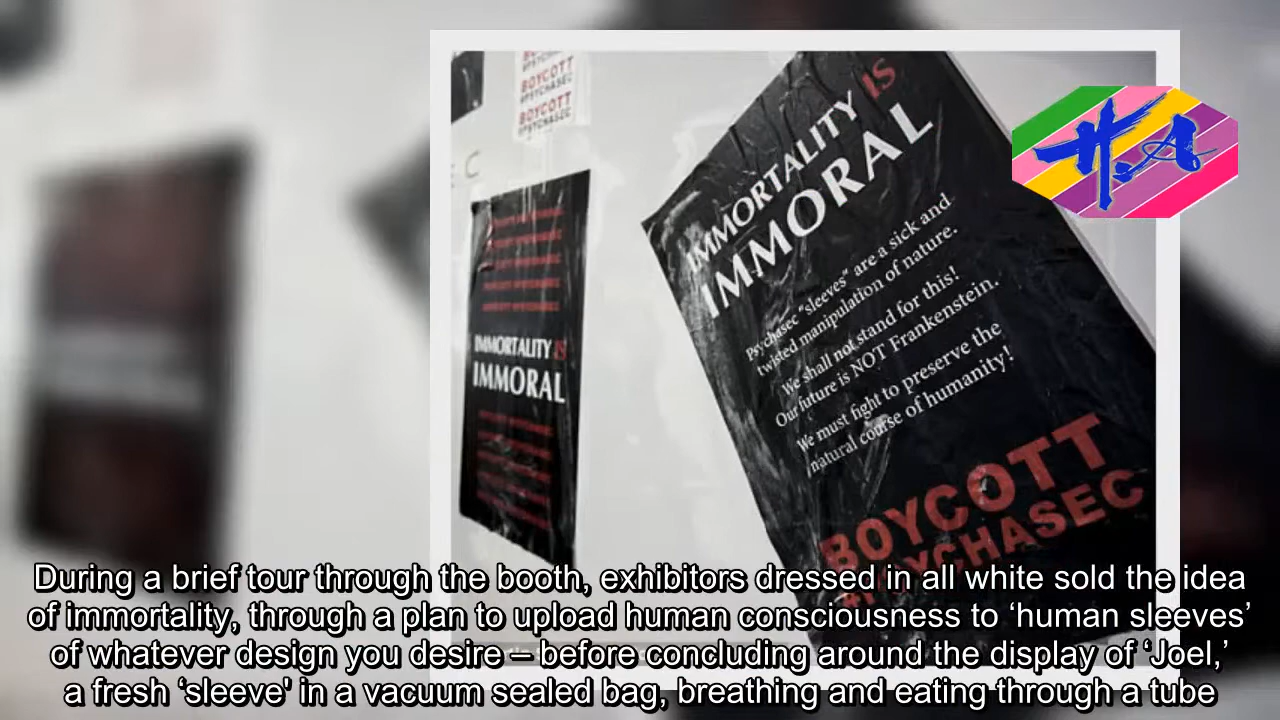 BOYCOTT
#PSYCHASEC
BOYCOTT
#PSYCHASEC
C
IMMORTALITY IS
IMMORAL
IMMORTALITY IS
IMMORAL
Psychasec "sleeves" are a sick and
twisted manipulation of nature.
We shall not stand for this!
Our future is NOT Frankenstein.
We must fight to preserve the
natural course of humanity!
BOYCOTT
#PSYCHASEC
H.A
During a brief tour through the booth, exhibitors dressed in all white sold the idea
of immortality, through a plan to upload human consciousness to ‘human sleeves’
of whatever design you desire – before concluding around the display of ‘Joel,’
a fresh ‘sleeve' in a vacuum sealed bag, breathing and eating through a tube